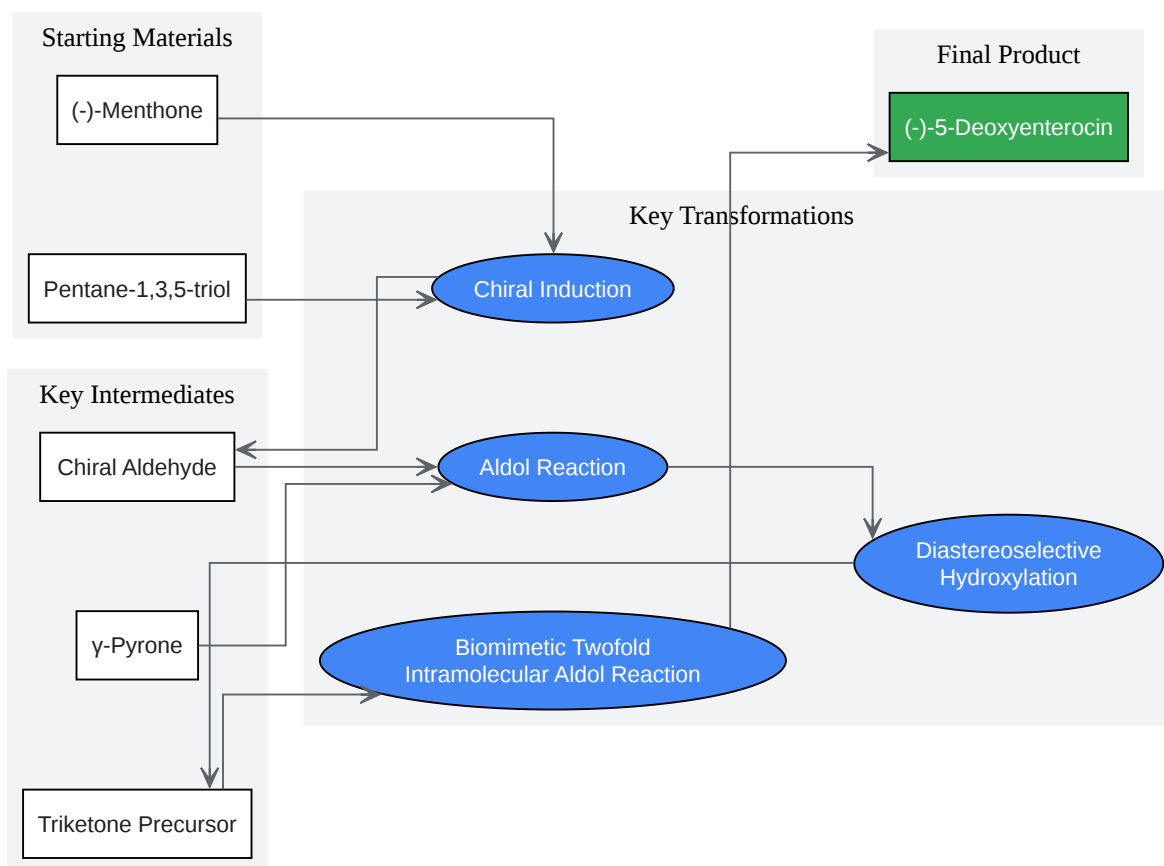 Starting Materials
(-)-Menthone
Pentane-1,3,5-triol
Final Product
(-)-5-Deoxyenterocin
Key Transformations
Chiral Induction
Key Intermediates
Chiral Aldehyde
Aldol Reaction
Diastereoselective
Hydroxylation
γ-Pyrone
Biomimetic Twofold
Intramolecular Aldol Reaction
Triketone Precursor